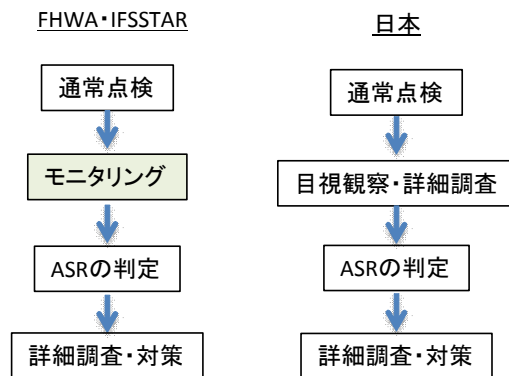 FHWA・IFSSTAR
通常点検
モニタリング
ASRの判定
詳細調査・対策
日本
通常点検
目視観察・詳細調査
ASRの判定
詳細調査・対策